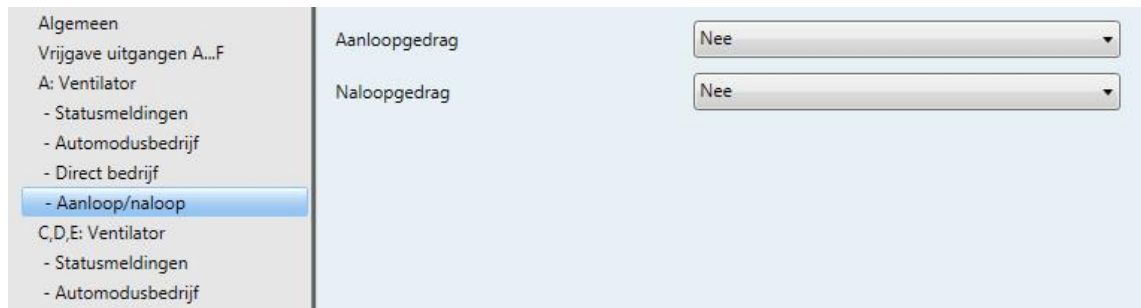 Algemeen
Vrijgave uitgangen A...F
A: Ventilator
- Statusmeldingen
- Automodusbedrijf
- Direct bedrijf
- Aanloop/naloop
C,D,E: Ventilator
- Statusmeldingen
- Automodusbedrijf
Aanloopgedrag Nee
Naloopgedrag Nee